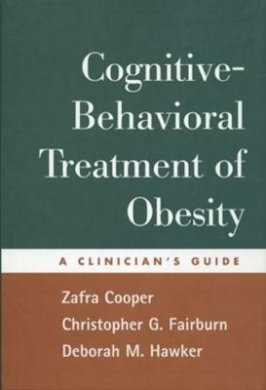 Cognitive-
Behavioral
Treatment of
Obesity
A CLINICIAN'S GUIDE
Zafra Cooper
Christopher G. Fairburn
Deborah M. Hawker